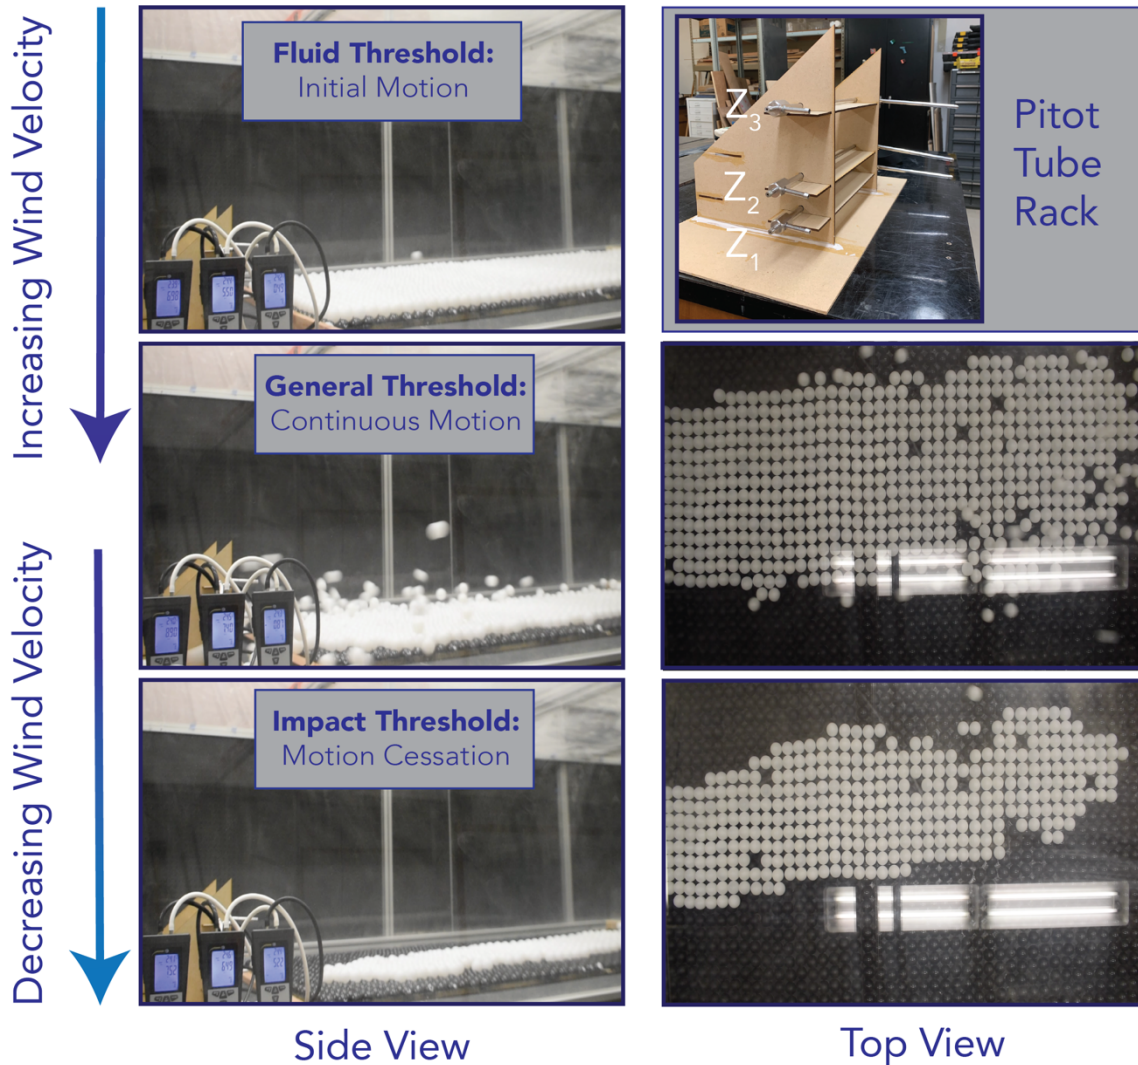 Increasing Wind Velocity
Fluid Threshold:
Initial Motion
Z3
Z2
Z1
Pitot
Tube
Rack
General Threshold:
Continuous Motion
Decreasing Wind Velocity
Impact Threshold:
Motion Cessation
Side View
Top View